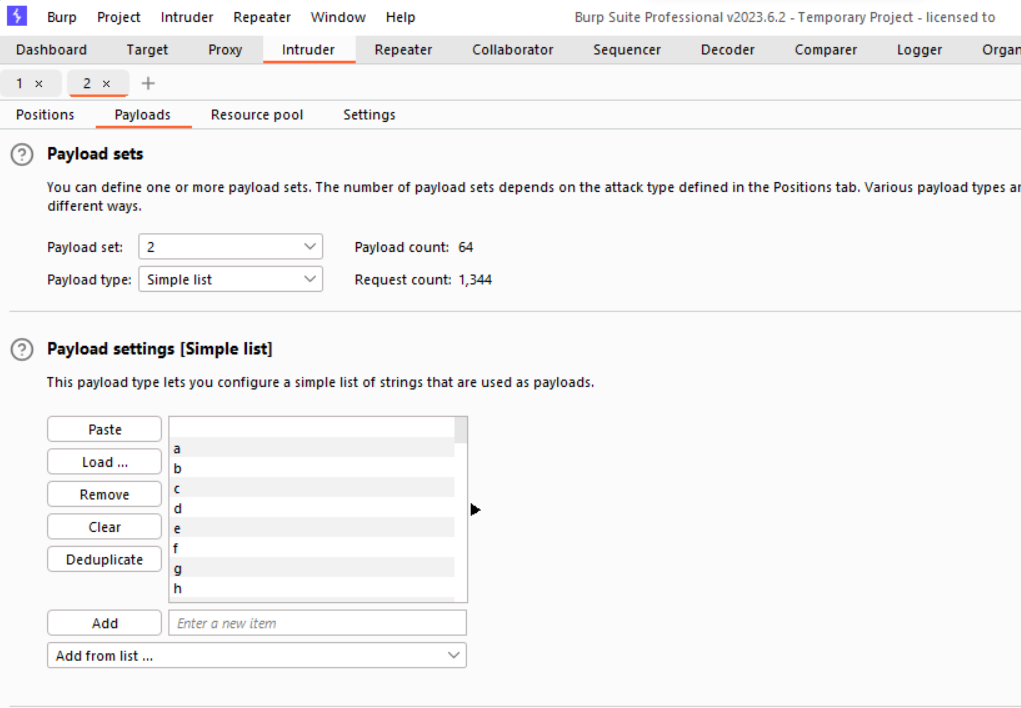 Burp Project Intruder Repeater Window Help Burp Suite Professional v2023.6.2 - Temporary Project - licensed to
Dashboard Target Proxy Intruder Repeater Collaborator Sequencer Decoder Comparer Logger Organ
1 × 2 × +
Positions Payloads Resource pool Settings
? Payload sets
You can define one or more payload sets. The number of payload sets depends on the attack type defined in the Positions tab. Various payload types ar
different ways.
Payload set: 2 Payload count: 64
Payload type: Simple list Request count: 1,344
? Payload settings [Simple list]
This payload type lets you configure a simple list of strings that are used as payloads.
Paste
a
Load ...
b
Remove
c
d
Clear
e
f
Deduplicate
g
h
Add Enter a new item
Add from list ...